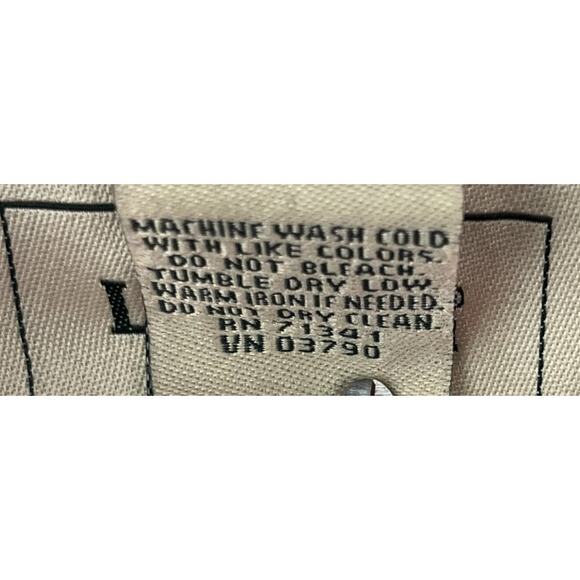 MACHINE WASH COLD
WITH LIKE COLORS.
DO NOT BLEACH.
TUMBLE DRY LOW.
WARM IRON IF NEEDED.
DO NOT DRY CLEAN.
RN 71341
VN 03790
L